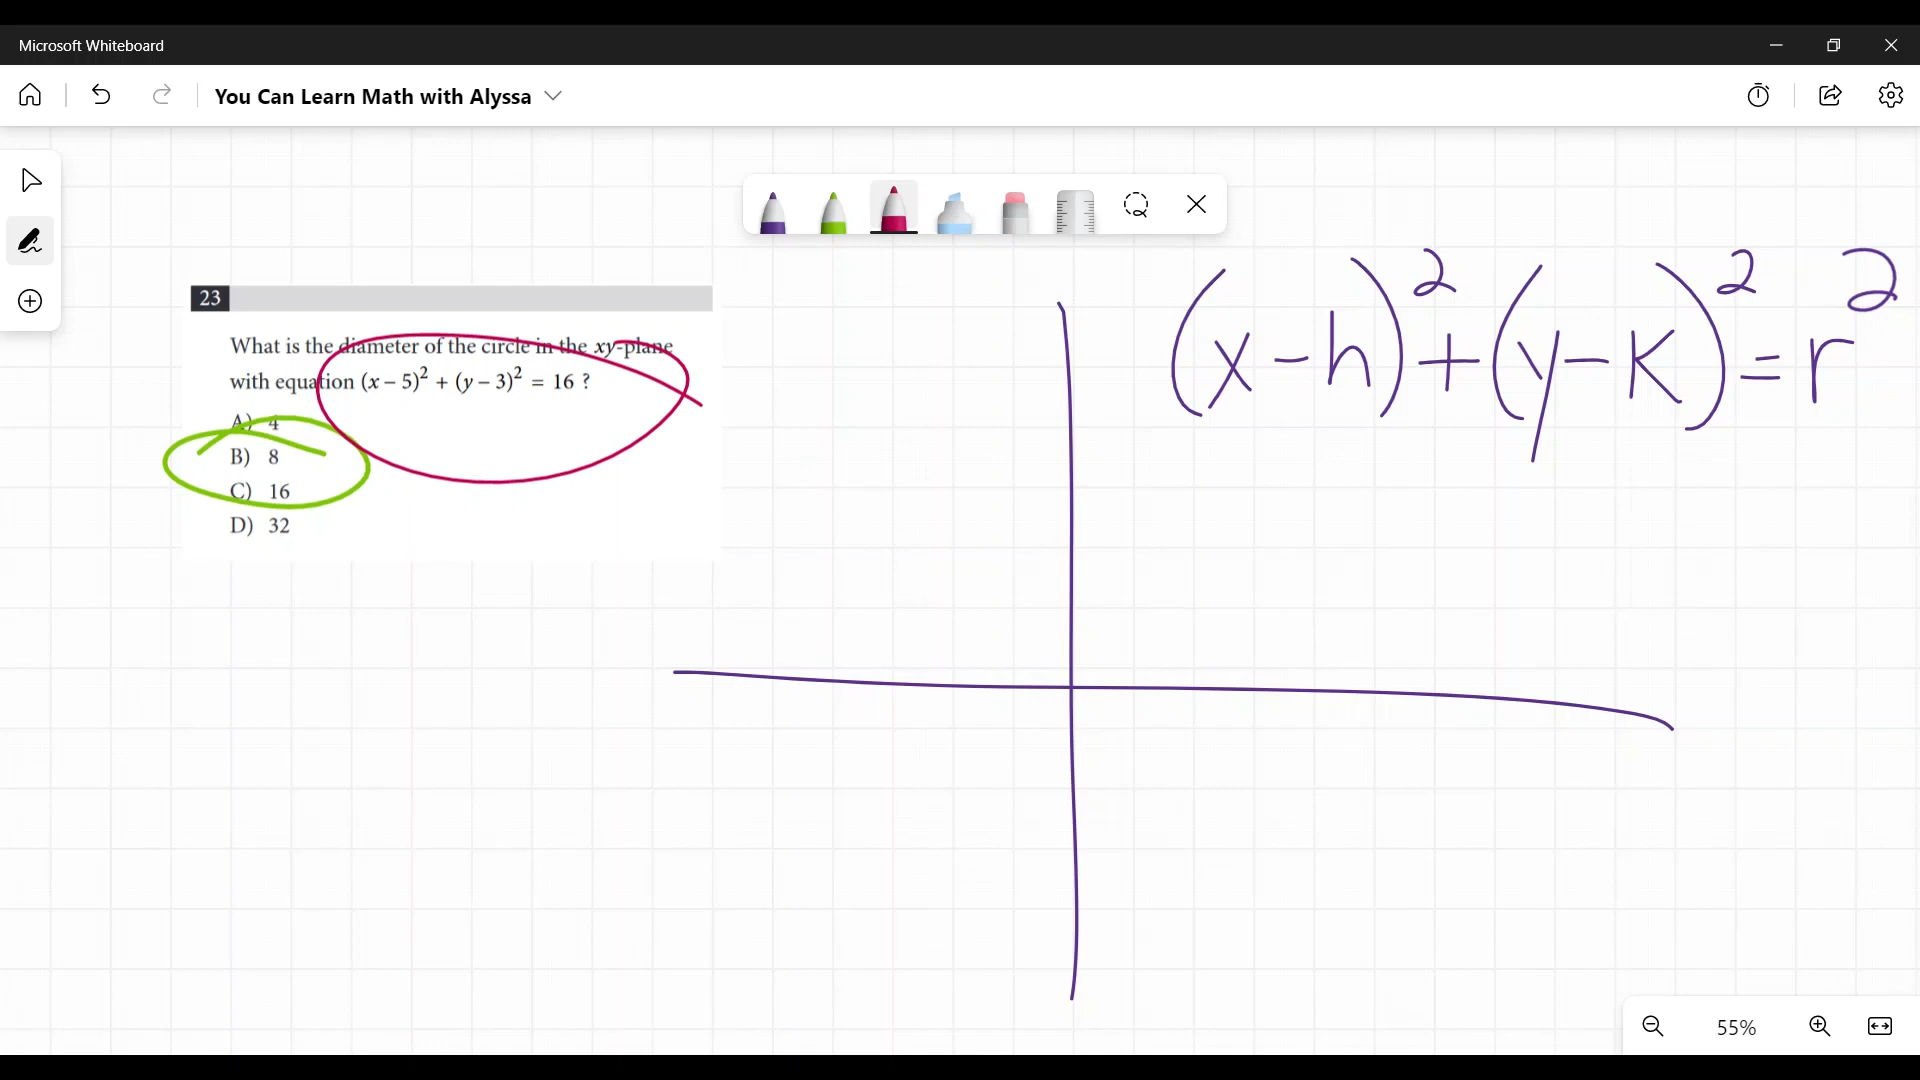 Microsoft Whiteboard
You Can Learn Math with Alyssa
23
What is the diameter of the circle in the xy-plane
with equation (x – 5)² + (y – 3)² = 16 ?
A) 4
B) 8
C) 16
D) 32
(x-h)²+(y-k)²=r²
55%